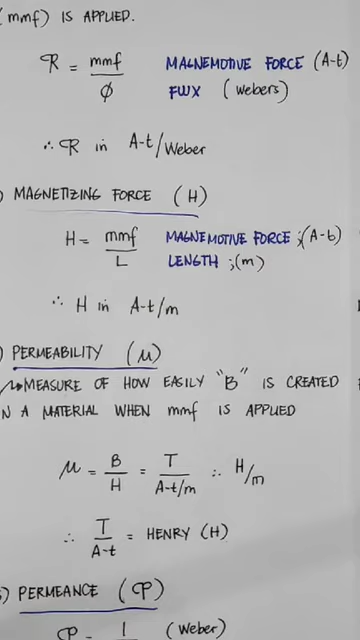 (mmf) IS APPLIED.
R = mmf / Φ MAGNEMOTIVE FORCE (A-t)
FLUX (webers)
∴ R in A-t/Weber
) MAGNETIZING FORCE (H)
H = mmf / L MAGNEMOTIVE FORCE ;(A-t)
LENGTH ;(m)
∴ H in A-t/m
) PERMEABILITY (μ)
MEASURE OF HOW EASILY "B" IS CREATED
N A MATERIAL WHEN mmf IS APPLIED
μ = B / H = T / A-t/m ∴ H/m
∴ T / A-t = HENRY (H)
) PERMEANCE (P)
P = 1 (Weber)